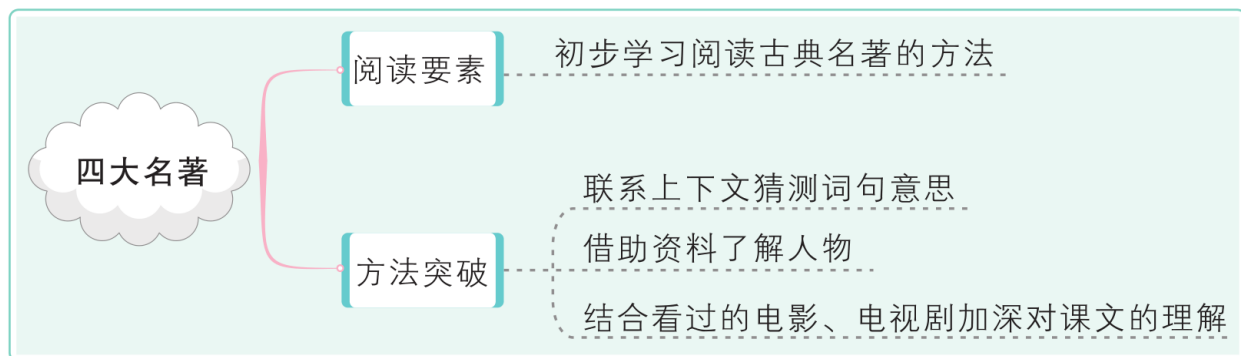 四大名著
阅读要素
初步学习阅读古典名著的方法
方法突破
联系上下文猜测词句意思
借助资料了解人物
结合看过的电影、电视剧加深对课文的理解